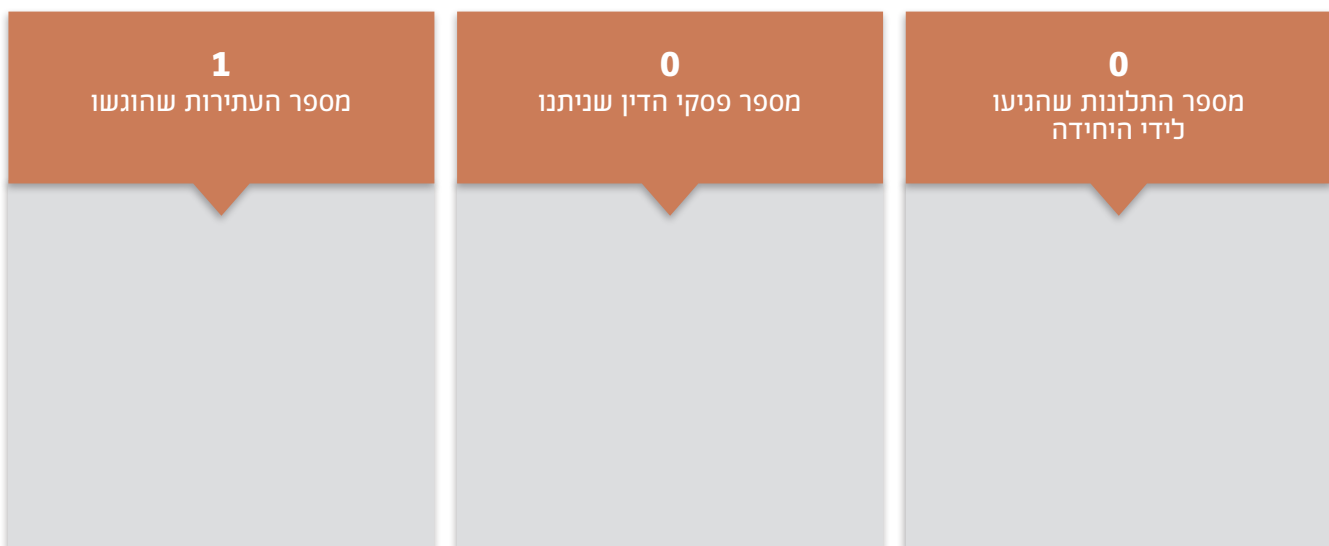 0
מספר התלונות שהגיעו
לידי היחידה
0
מספר פסקי הדין שניתנו
1
מספר העתירות שהוגשו